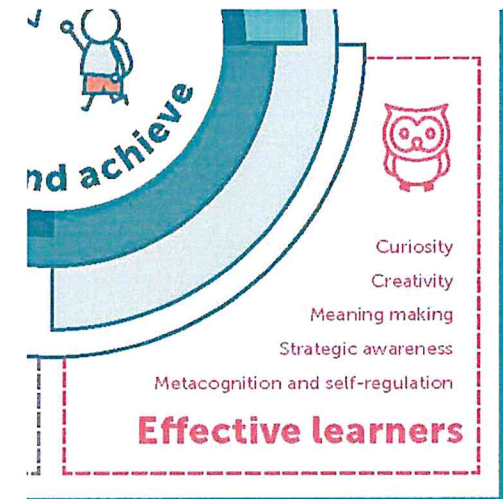 nd achieve
Curiosity
Creativity
Meaning making
Strategic awareness
Metacognition and self-regulation
Effective learners